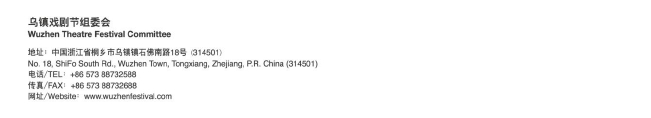 乌镇戏剧节组委会
Wuzhen Theatre Festival Committee
地址：中国浙江省桐乡市乌镇镇石佛南路18号 (314501)
No. 18, ShiFo South Rd., Wuzhen Town, Tongxiang, Zhejiang, P.R. China (314501)
电话/TEL：+86 573 88732588
传真/FAX：+86 573 88732688
网址/Website：www.wuzhenfestival.com